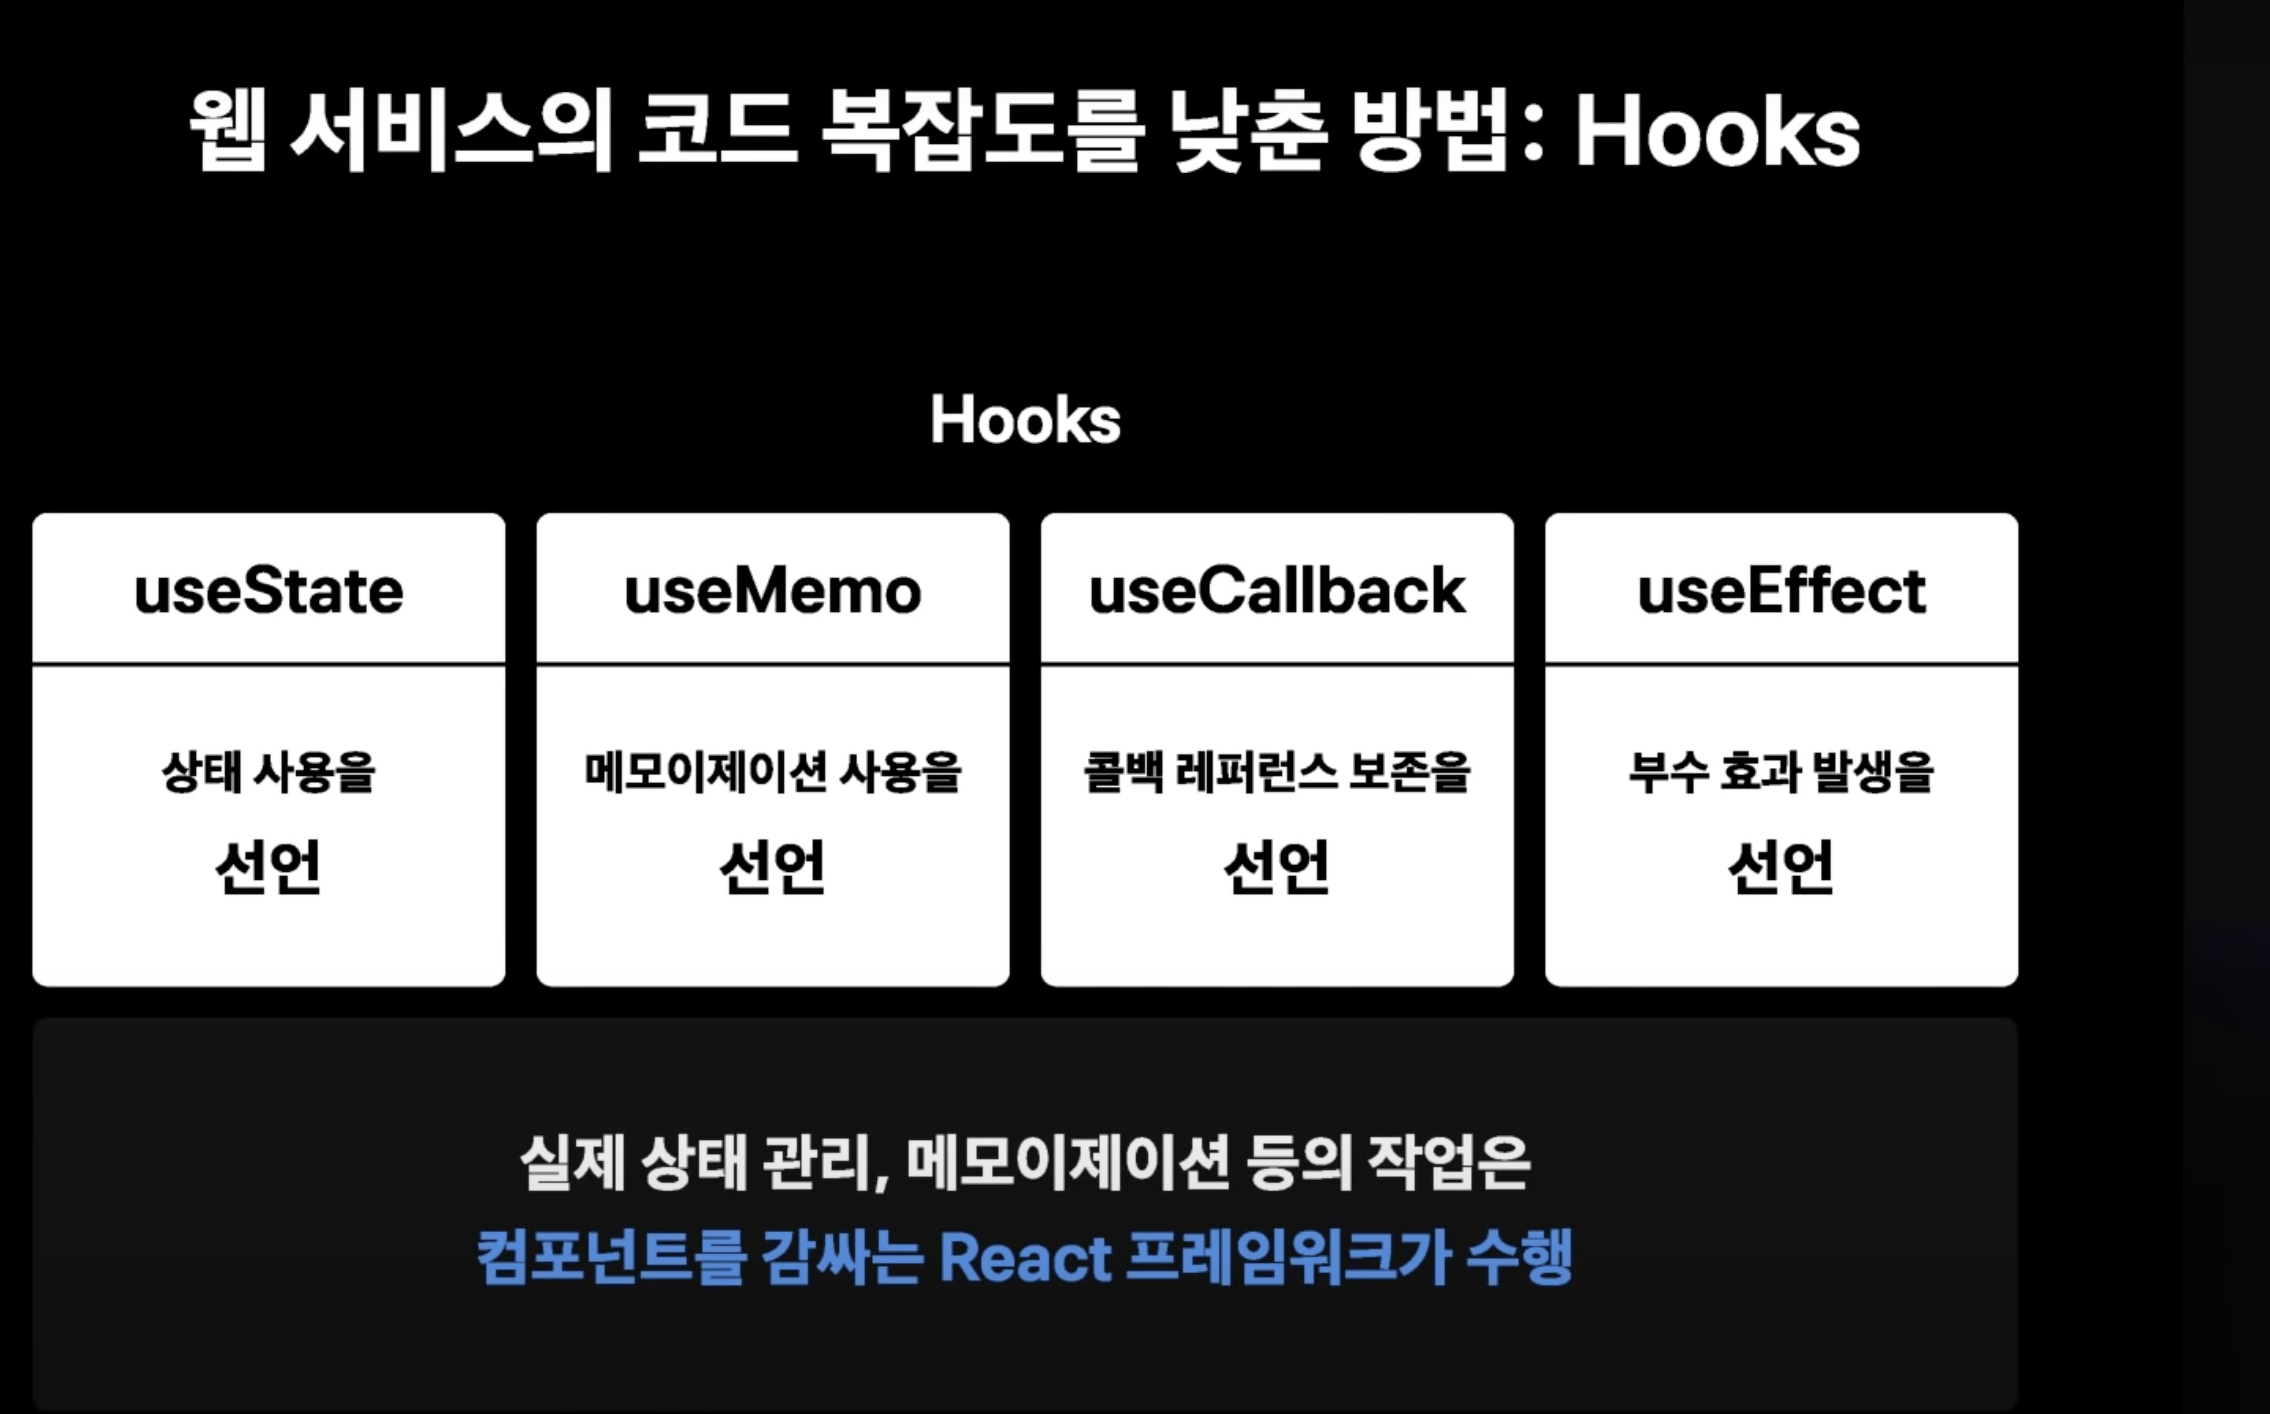 웹 서비스의 코드 복잡도를 낮춘 방법: Hooks
Hooks
useState
상태 사용을
선언
useMemo
메모이제이션 사용을
선언
useCallback
콜백 레퍼런스 보존을
선언
useEffect
부수 효과 발생을
선언
실제 상태 관리, 메모이제이션 등의 작업은
컴포넌트를 감싸는 React 프레임워크가 수행